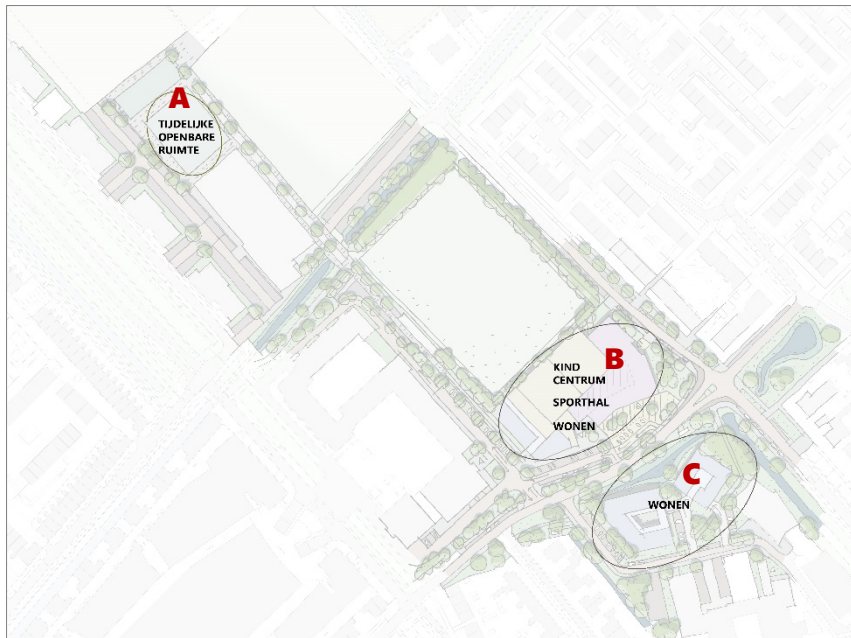 A
TIJDELIJKE
OPENBARE
RUIMTE
B
KIND
CENTRUM
SPORTHAL
WONEN
C
WONEN